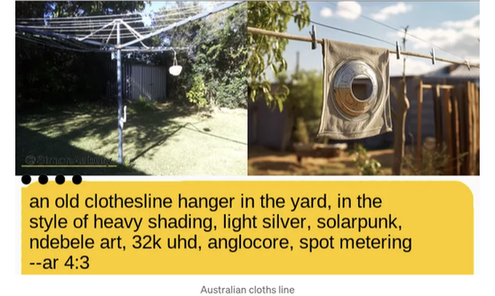 an old clothesline hanger in the yard, in the
style of heavy shading, light silver, solarpunk,
ndebele art, 32k uhd, anglocore, spot metering
--ar 4:3
Australian cloths line